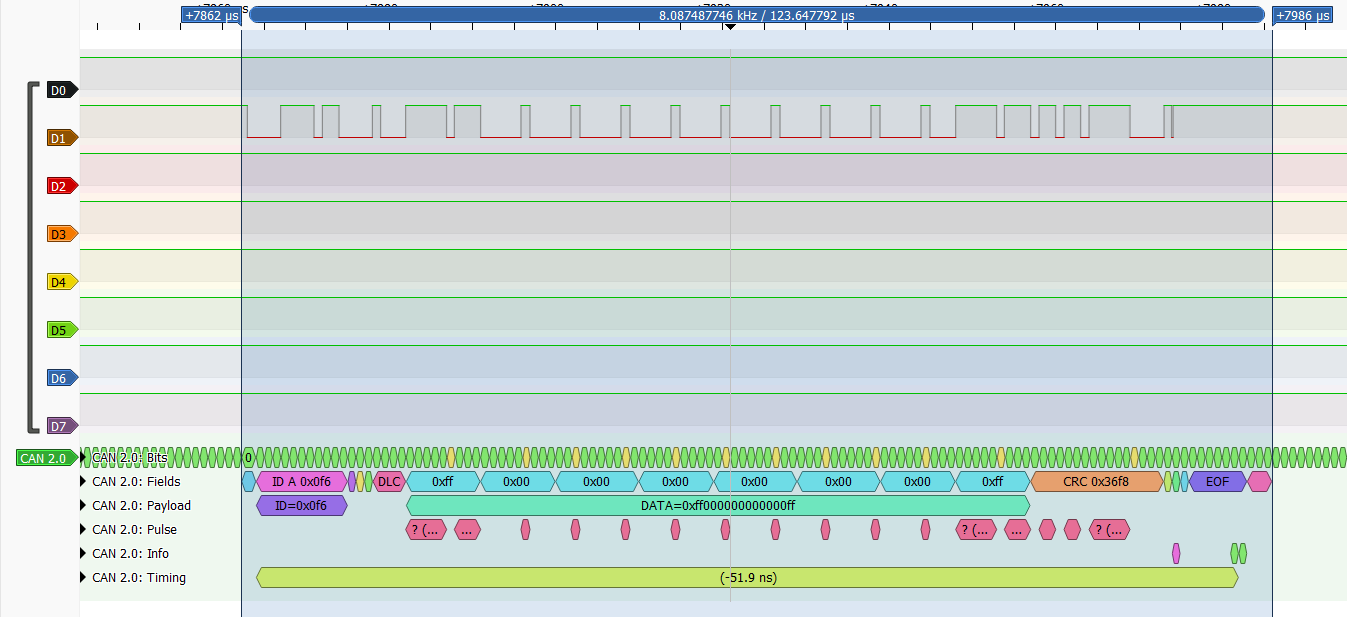 +7862 µs
8.087487746 kHz / 123.647792 µs
+7986 µs
D0
D1
D2
D3
D4
D5
D6
D7
CAN 2.0
CAN 2.0: Bits
0
CAN 2.0: Fields
ID A 0x0f6
DLC
0xff
0x00
0x00
0x00
0x00
0x00
0x00
0xff
CRC 0x36f8
EOF
CAN 2.0: Payload
ID=0x0f6
DATA=0xff000000000000ff
CAN 2.0: Pulse
? (...
...
? (...
...
? (...
CAN 2.0: Info
CAN 2.0: Timing
(-51.9 ns)